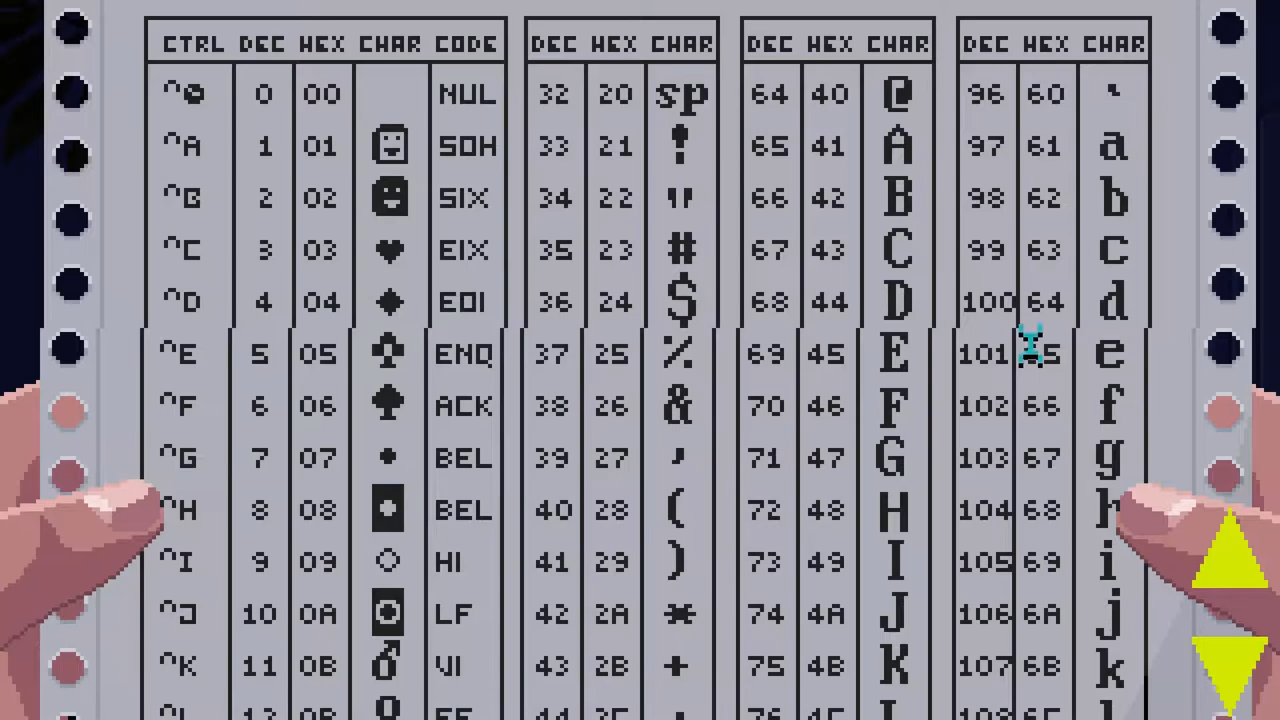 CTRL DEC HEX CHAR CODE DEC HEX CHAR DEC HEX CHAR DEC HEX CHAR
^@ 0 00 NUL 32 20 sp 64 40 @ 96 60 `
^A 1 01 ☺ SOH 33 21 ! 65 41 A 97 61 a
^B 2 02 ☻ SIX 34 22 " 66 42 B 98 62 b
^C 3 03 ♥ EIX 35 23 # 67 43 C 99 63 c
^D 4 04 ♦ EOI 36 24 $ 68 44 D 100 64 d
^E 5 05 ♣ ENQ 37 25 % 69 45 E 101 65 e
^F 6 06 ♠ ACK 38 26 & 70 46 F 102 66 f
^G 7 07 • BEL 39 27 ' 71 47 G 103 67 g
^H 8 08 ◘ BEL 40 28 ( 72 48 H 104 68 h
^I 9 09 ○ HI 41 29 ) 73 49 I 105 69 i
^J 10 0A ◙ LF 42 2A * 74 4A J 106 6A j
^K 11 0B ♂ VI 43 2B + 75 4B K 107 6B k